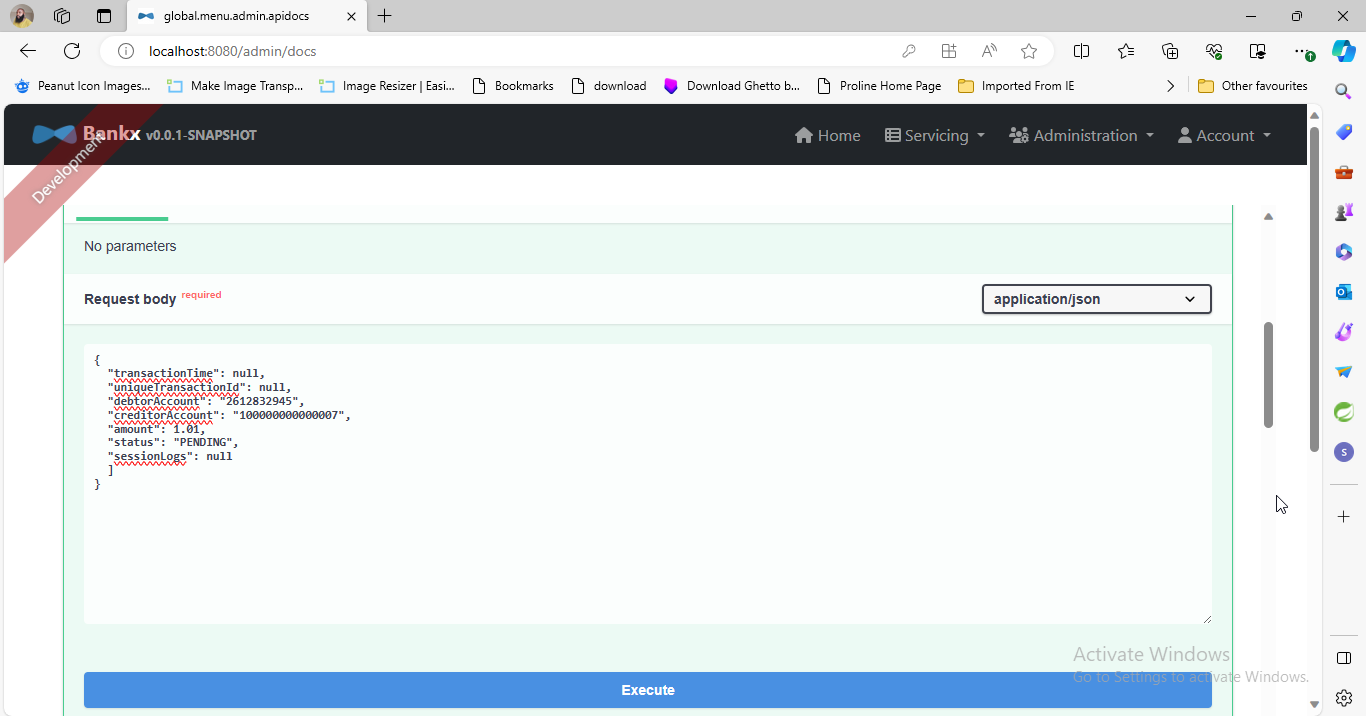 global.menu.admin.apidocs
localhost:8080/admin/docs
Peanut Icon Images...
Make Image Transp...
Image Resizer | Easi...
Bookmarks
download
Download Ghetto b...
Proline Home Page
Imported From IE
Other favourites
Bankx v0.0.1-SNAPSHOT
Home
Servicing
Administration
Account
Development
No parameters
Request body required
application/json
{
"transactionTime": null,
"uniqueTransactionId": null,
"debtorAccount": "2612832945",
"creditorAccount": "100000000000007",
"amount": 1.01,
"status": "PENDING",
"sessionLogs": null
]
}
S
Execute
Activate Windows
Go to Settings to activate Windows.